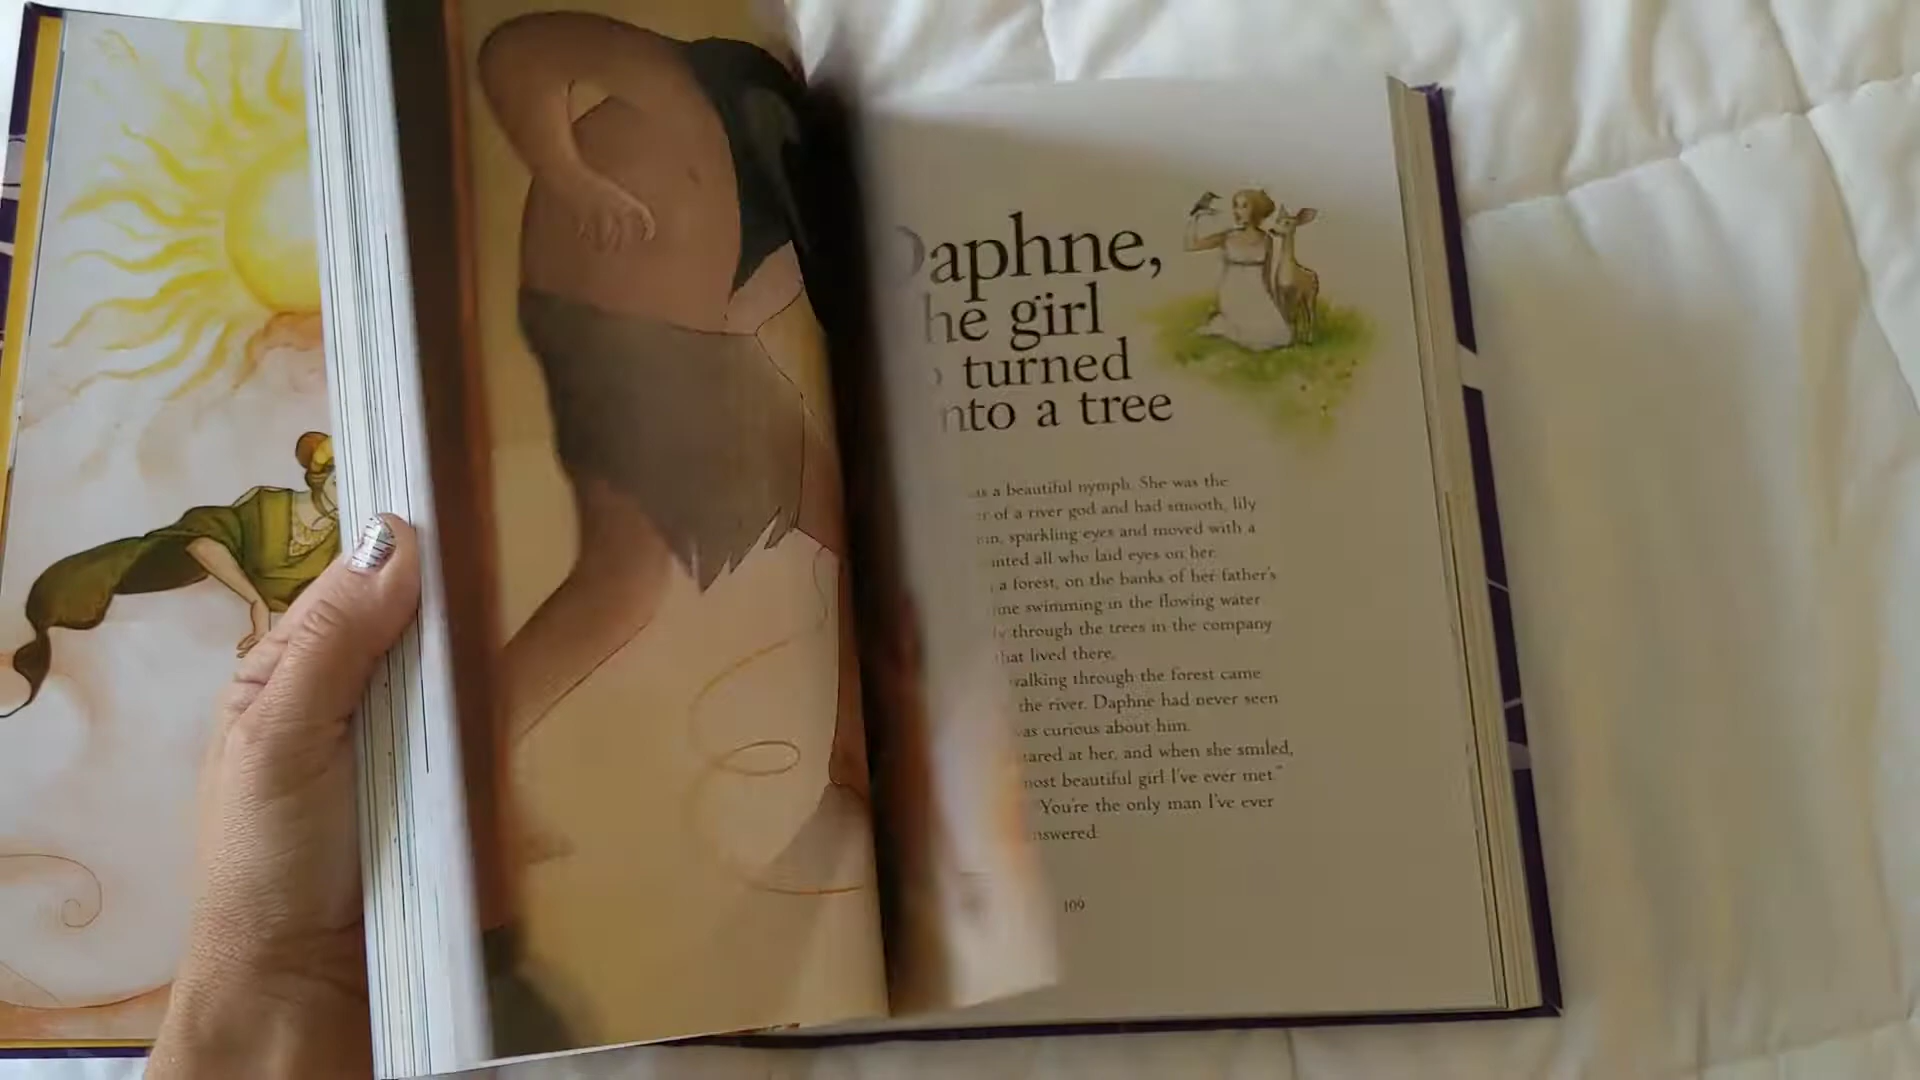 Daphne,
he girl
turned
nto a tree
as a beautiful nymph. She was the
of a river god and had smooth, lily
sparkling eyes and moved with a
nted all who laid eyes on her.
a forest, on the banks of her father's
me swimming in the flowing water
through the trees in the company
hat lived there.
walking through the forest came
the river. Daphne had never seen
as curious about him.
tared at her, and when she smiled,
most beautiful girl I've ever met."
You're the only man I've ever
nswered.
109